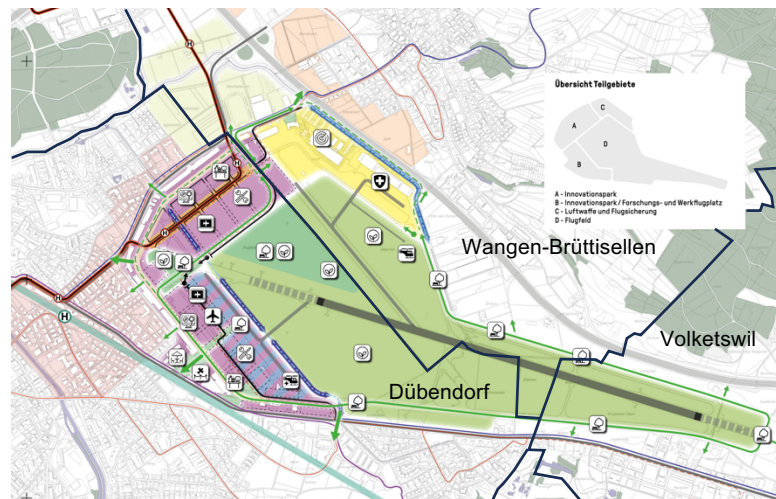 Übersicht Teilgebiete
C
A
D
B
A - Innovationspark
B - Innovationspark / Forschungs- und Werkflugplatz
C - Luftwaffe und Flugsicherung
D - Flugfeld
Wangen-Brüttisellen
Volketswil
Dübendorf
H
H
H
H
H